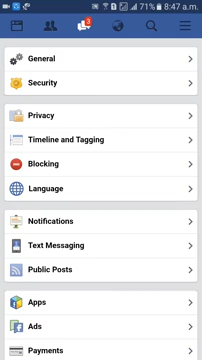 3
71% 8:47 a.m.
General
Security
Privacy
Timeline and Tagging
Blocking
Language
Notifications
Text Messaging
Public Posts
Apps
Ads
Payments